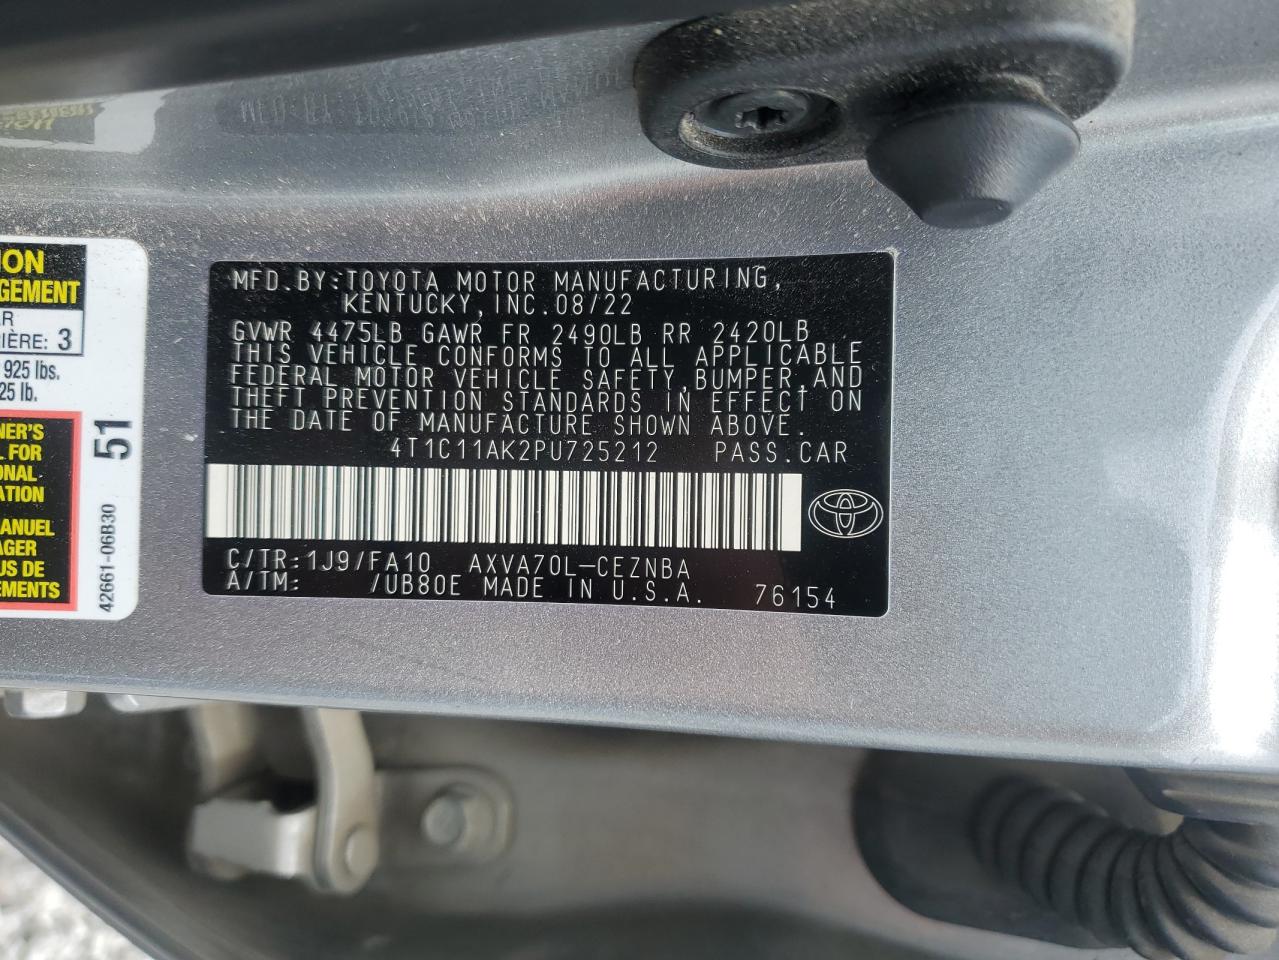 ION
GEMENT
AR
IÈRE: 3
925 lbs.
25 lb.
NER'S
L FOR
ONAL-
ATION
ANUEL
AGER
US DE
EMENTS
51
42661-06B30
MFD.BY:TOYOTA MOTOR MANUFACTURING,
KENTUCKY,INC.08/22
GVWR 4475LB GAWR FR 2490LB RR 2420LB
THIS VEHICLE CONFORMS TO ALL APPLICABLE
FEDERAL MOTOR VEHICLE SAFETY,BUMPER,AND
THEFT PREVENTION STANDARDS IN EFFECT ON
THE DATE OF MANUFACTURE SHOWN ABOVE.
4T1C11AK2PU725212 PASS.CAR
C/TR:1J9/FA10 AXVA70L-CEZNBA
A/TM: /UB80E MADE IN U.S.A. 76154